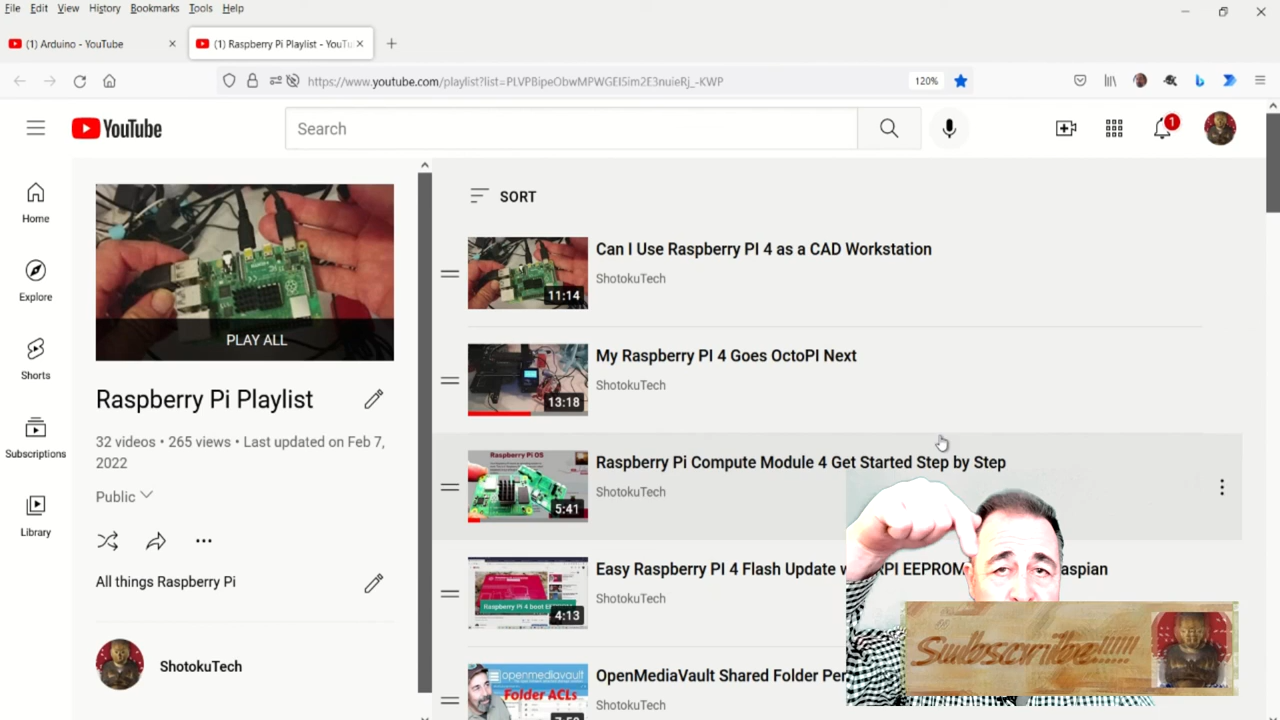 File Edit View History Bookmarks Tools Help
(1) Arduino - YouTube
(1) Raspberry Pi Playlist - YouTu
https://www.youtube.com/playlist?list=PLVPBipeObwMPWGEI5im2E3nuieRj_-KWP
120%
YouTube
Search
1
Home
Explore
Shorts
Subscriptions
Library
PLAY ALL
Raspberry Pi Playlist
32 videos • 265 views • Last updated on Feb 7,
2022
Public
All things Raspberry Pi
ShotokuTech
SORT
Can I Use Raspberry PI 4 as a CAD Workstation
ShotokuTech
11:14
My Raspberry PI 4 Goes OctoPI Next
ShotokuTech
13:18
Raspberry Pi OS
Raspberry Pi Compute Module 4 Get Started Step by Step
ShotokuTech
5:41
Easy Raspberry PI 4 Flash Update RPI EEPROM
ShotokuTech
Raspberry Pi 4 boot
4:13
OpenMediaVault Shared Folder
ShotokuTech
openmediavault
Folder ACLs
Subscribe!!!!!......